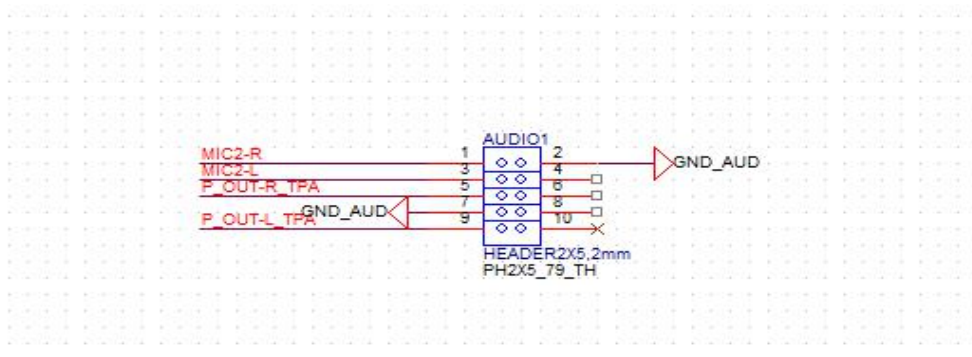 AUDIO1
MIC2-R 1 2 GND_AUD
MIC2-L 3 4
P_OUT-R_TPA 5 6
GND_AUD 7 8
P_OUT-L_TPA 9 10
HEADER2X5,2mm
PH2X5_79_TH